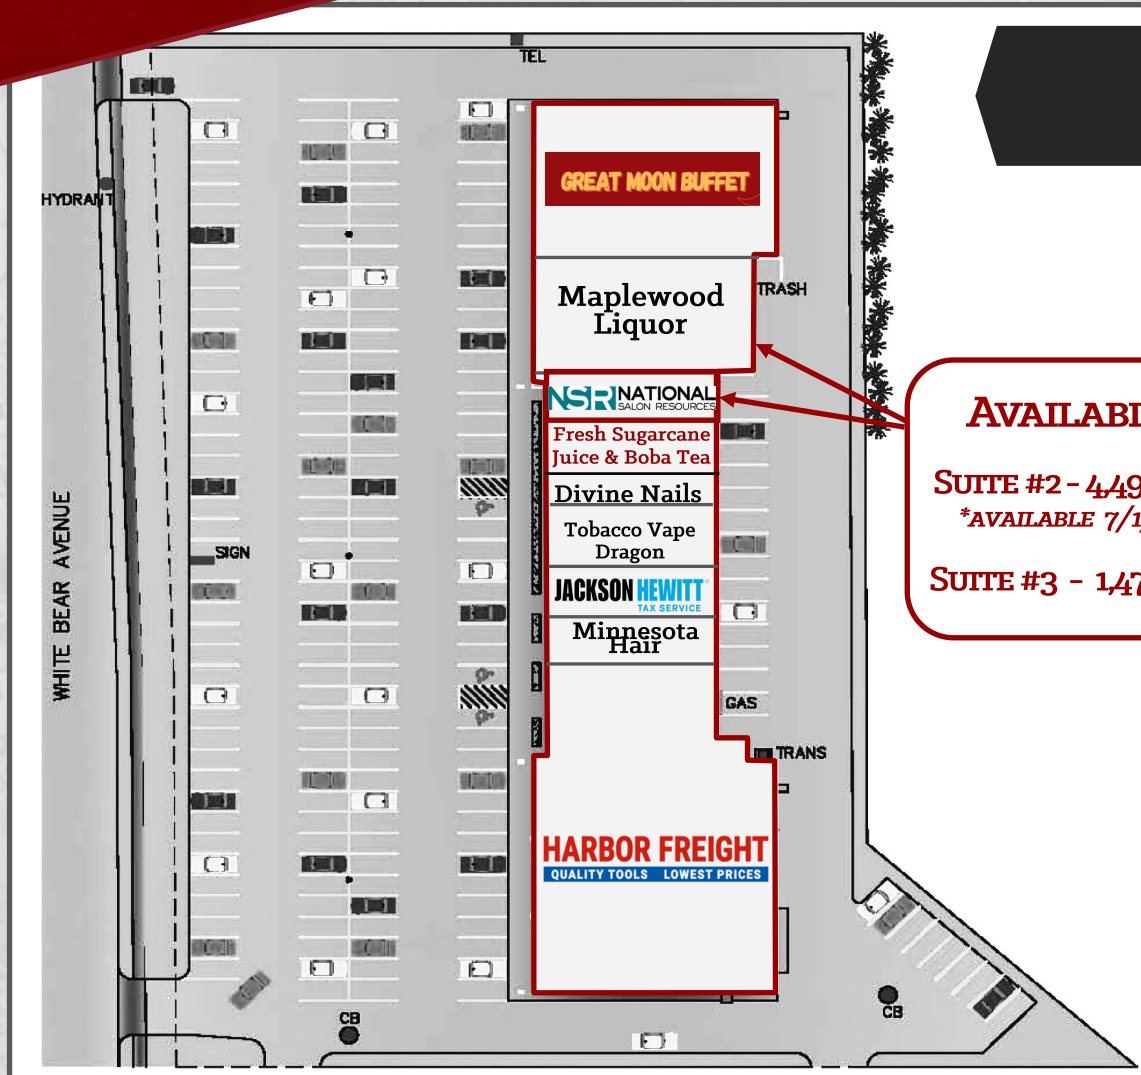 TEL
HYDRANT
GREAT MOON BUFFET
TRASH
Maplewood
Liquor
NSR NATIONAL
SALON RESOURCES
AVAILABL
Fresh Sugarcane
Juice & Boba Tea
SUITE #2 - 4,49
*AVAILABLE 7/1
Divine Nails
Tobacco Vape
Dragon
WHITE BEAR AVENUE
SIGN
JACKSON HEWITT
TAX SERVICE
SUITE #3 - 1,47
Minnesota
Hair
GAS
TRANS
HARBOR FREIGHT
QUALITY TOOLS LOWEST PRICES
CB
CB